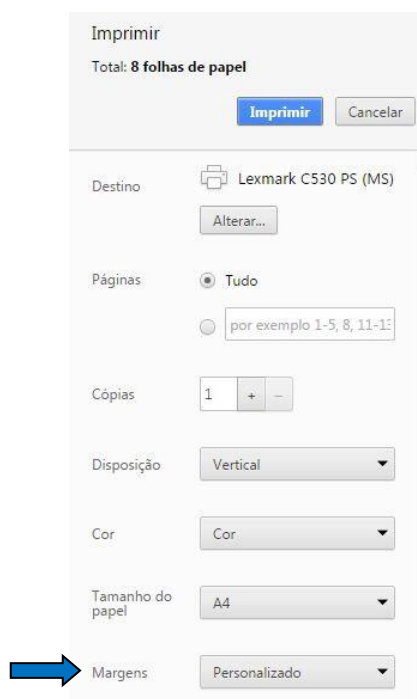 Imprimir
Total: 8 folhas de papel
Imprimir Cancelar
Destino Lexmark C530 PS (MS)
Alterar...
Páginas Tudo
por exemplo 1-5, 8, 11-13
Cópias 1 + –
Disposição Vertical
Cor Cor
Tamanho do
papel A4
Margens Personalizado